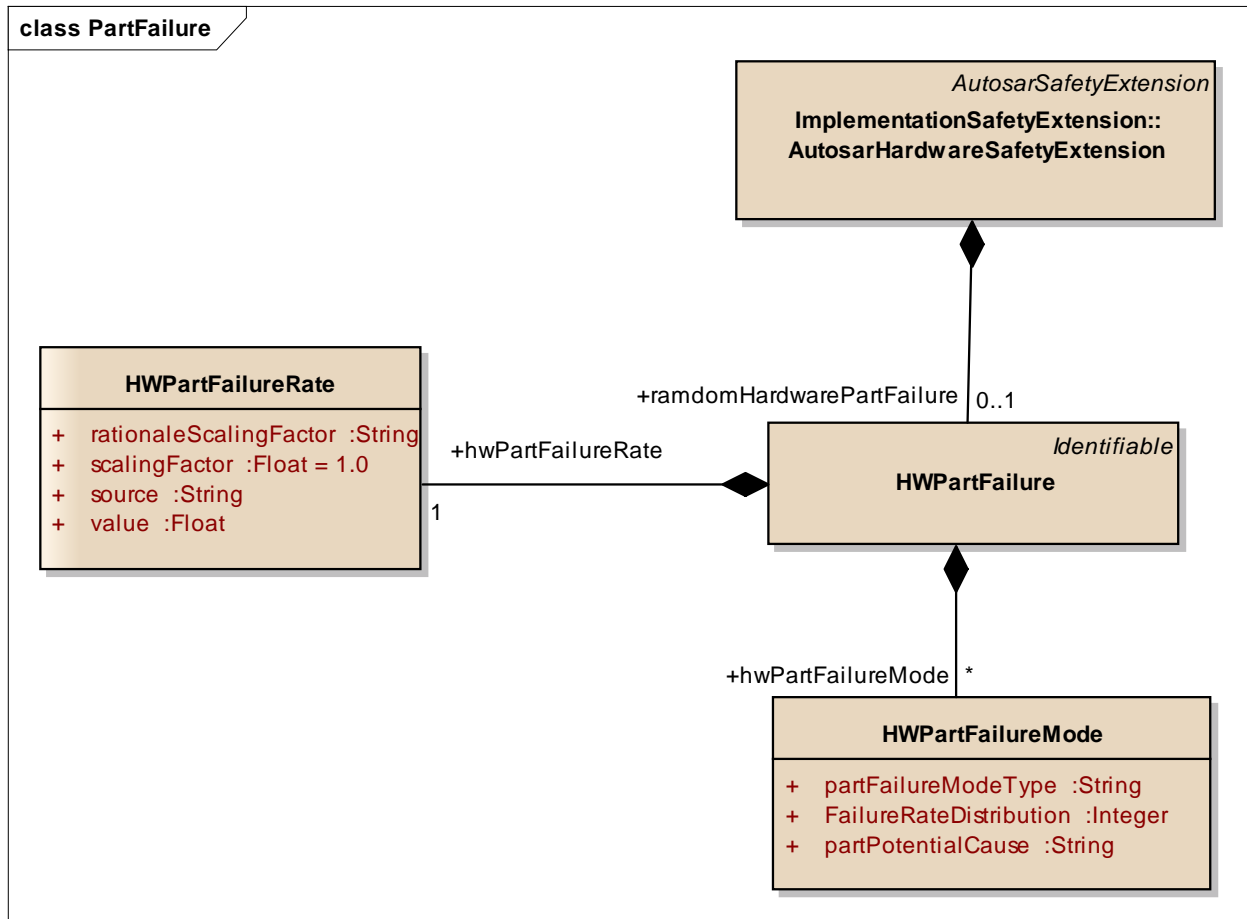 class PartFailure
AutosarSafetyExtension
ImplementationSafetyExtension::
AutosarHardwareSafetyExtension
+ramdomHardwarePartFailure
0..1
HWPartFailureRate
+ rationaleScalingFactor :String
+ scalingFactor :Float = 1.0
+ source :String
+ value :Float
+hwPartFailureRate
1
Identifiable
HWPartFailure
+hwPartFailureMode
*
HWPartFailureMode
+ partFailureModeType :String
+ FailureRateDistribution :Integer
+ partPotentialCause :String